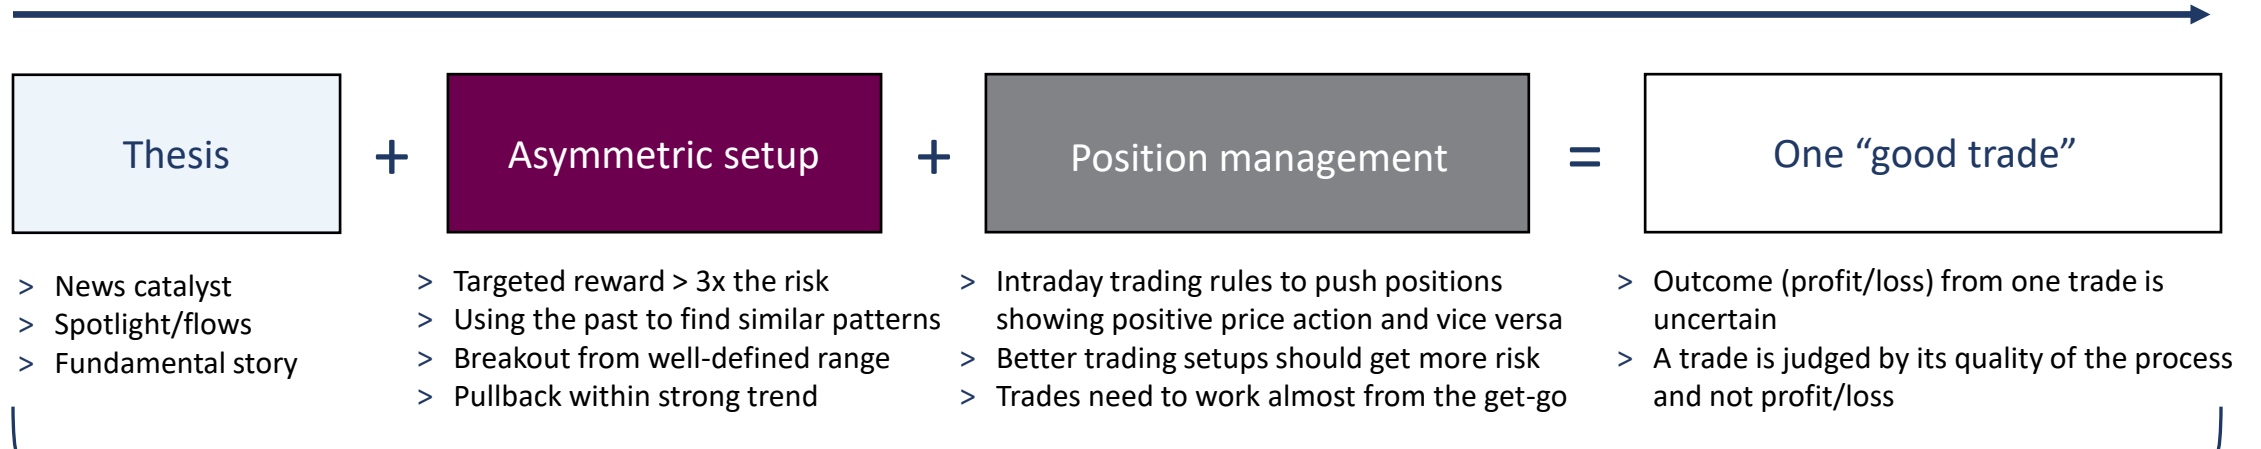 Thesis
+
Asymmetric setup
+
Position management
=
One “good trade”
> News catalyst
> Spotlight/flows
> Fundamental story
> Targeted reward > 3x the risk
> Using the past to find similar patterns
> Breakout from well-defined range
> Pullback within strong trend
> Intraday trading rules to push positions
showing positive price action and vice versa
> Better trading setups should get more risk
> Trades need to work almost from the get-go
> Outcome (profit/loss) from one trade is
uncertain
> A trade is judged by its quality of the process
and not profit/loss